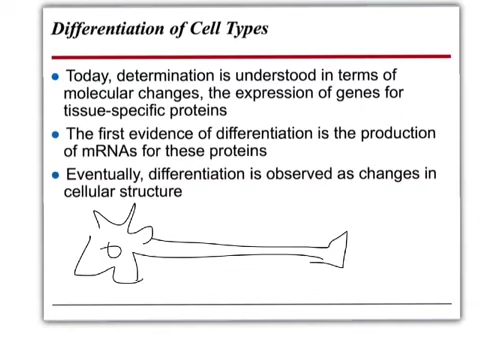 Differentiation of Cell Types
• Today, determination is understood in terms of
molecular changes, the expression of genes for
tissue-specific proteins
• The first evidence of differentiation is the production
of mRNAs for these proteins
• Eventually, differentiation is observed as changes in
cellular structure